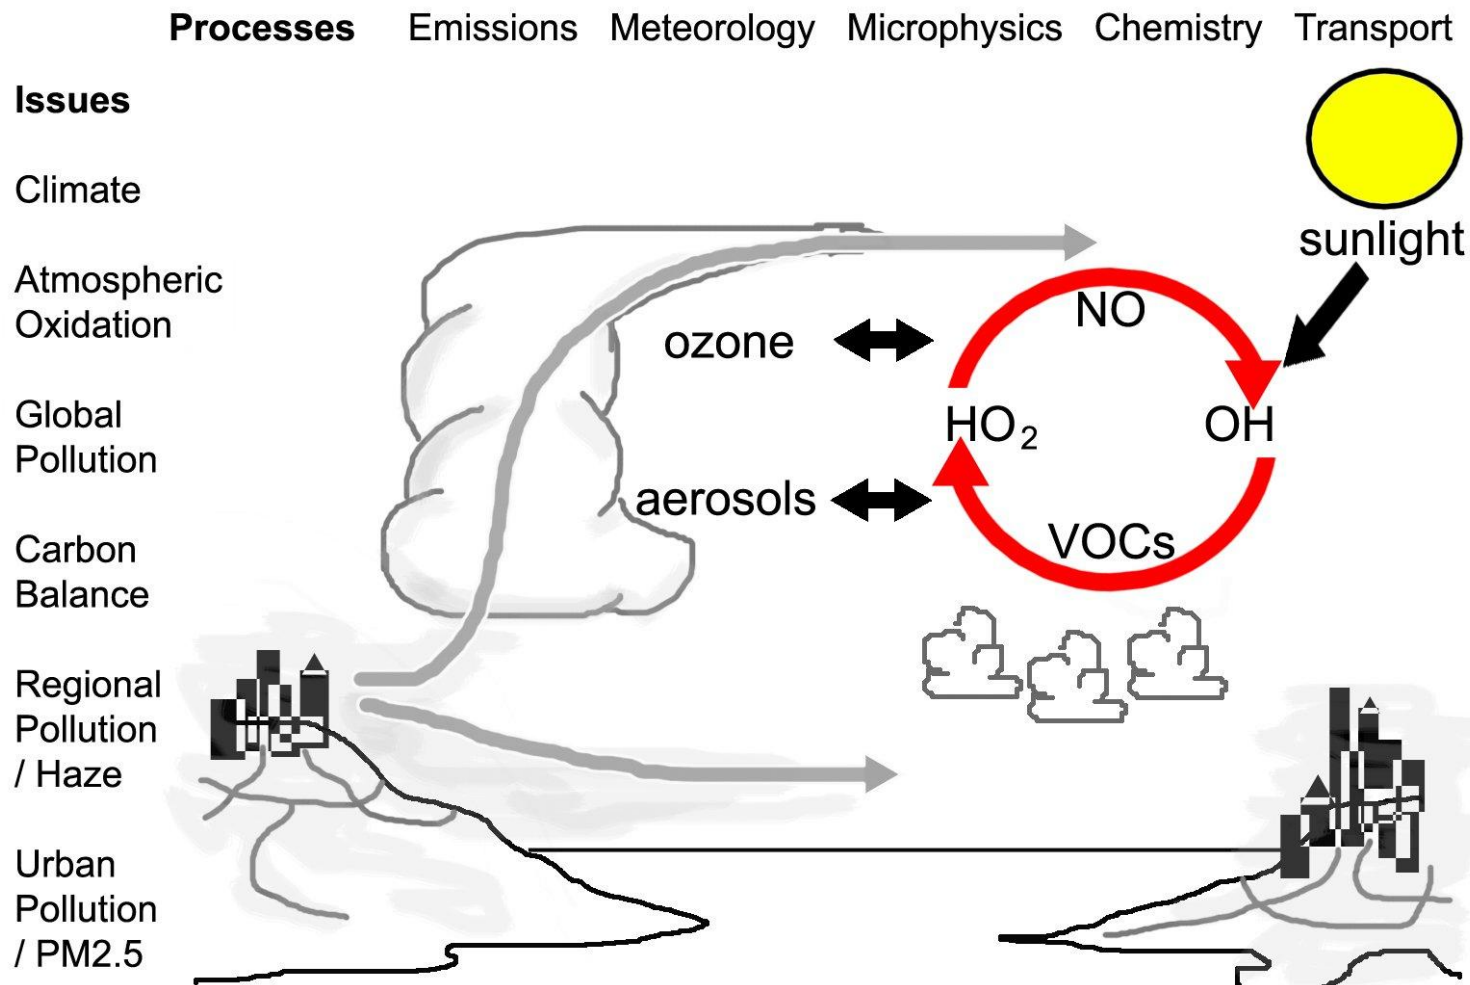 Processes Emissions Meteorology Microphysics Chemistry Transport
Issues
Climate
Atmospheric
Oxidation
Global
Pollution
Carbon
Balance
Regional
Pollution
/ Haze
Urban
Pollution
/ PM2.5
sunlight
NO
ozone
HO₂
OH
aerosols
VOCs